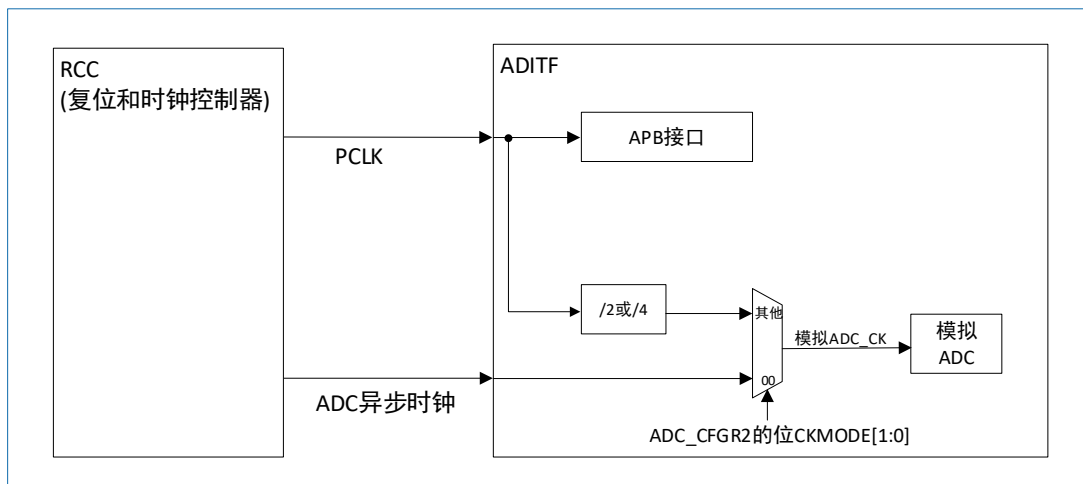 RCC
(复位和时钟控制器)
ADITF
PCLK
APB接口
/2或/4
其他
模拟ADC_CK
模拟
ADC
00
ADC异步时钟
ADC_CFGR2的位CKMODE[1:0]